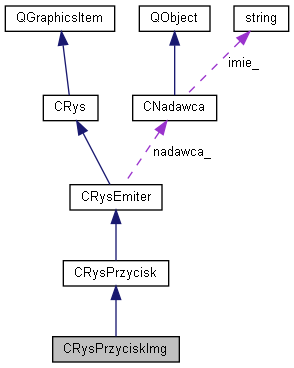 QGraphicsItem
QObject
string
CRys
CNadawca
imie_
nadawca_
CRysEmiter
CRysPrzycisk
CRysPrzyciskImg